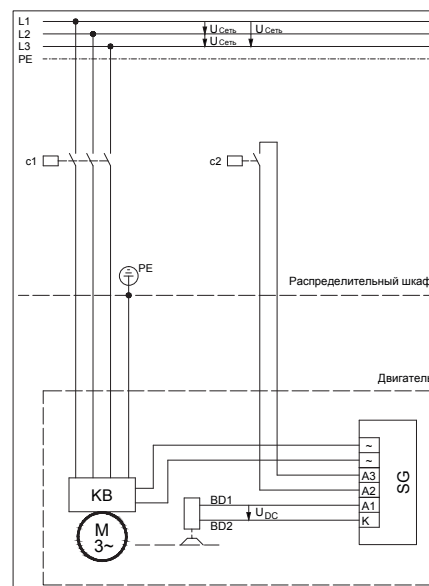 L1
L2
L3
PE
U Сеть
U Сеть
U Сеть
c1
c2
PE
Распределительный шкаф
Двигатель
~
~
A3
A2
A1
K
SG
KB
M
3~
BD1
BD2
U DC